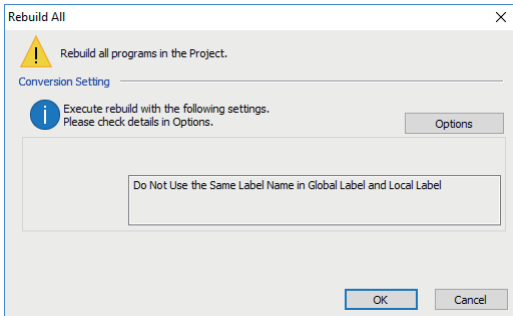 Rebuild All
Rebuild all programs in the Project.
Conversion Setting
Execute rebuild with the following settings.
Please check details in Options.
Options
Do Not Use the Same Label Name in Global Label and Local Label
OK
Cancel